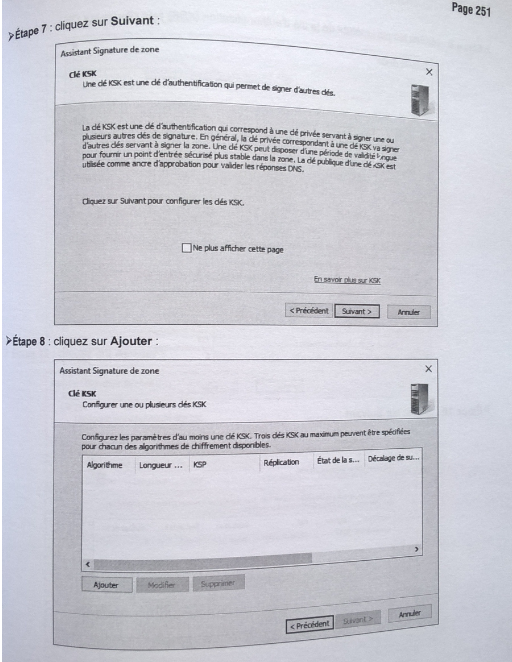 Page 251
➢Étape 7 : cliquez sur Suivant :
Assistant Signature de zone
Clé KSK
Une clé KSK est une clé d'authentification qui permet de signer d'autres clés.
La clé KSK est une clé d'authentification qui correspond à une clé privée servant à signer une ou
plusieurs autres clés de signature. En général, la clé privée correspondant à une clé KSK va signer
d'autres clés servant à signer la zone. Une clé KSK peut disposer d'une période de validité longue
pour fournir un point d'entrée sécurisé plus stable dans la zone. La clé publique d'une clé KSK est
utilisée comme ancre d'approbation pour valider les réponses DNS.
Cliquez sur Suivant pour configurer les clés KSK.
Ne plus afficher cette page
En savoir plus sur KSK
< Précédent Suivant > Annuler
➢Étape 8 : cliquez sur Ajouter :
Assistant Signature de zone
Clé KSK
Configurer une ou plusieurs clés KSK
Configurez les paramètres d'au moins une clé KSK. Trois clés KSK au maximum peuvent être spécifiées
pour chacun des algorithmes de chiffrement disponibles.
Algorithme Longueur ... KSP Réplication État de la s... Décalage de su...
Ajouter Modifier Supprimer
< Précédent Suivant > Annuler